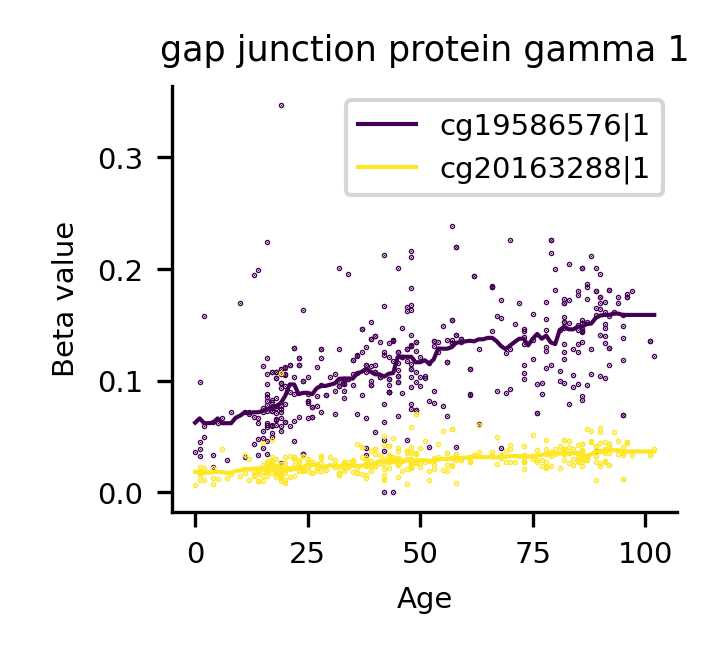 gap junction protein gamma 1
cg19586576|1
cg20163288|1
0.3
0.2
0.1
0.0
Beta value
0 25 50 75 100
Age